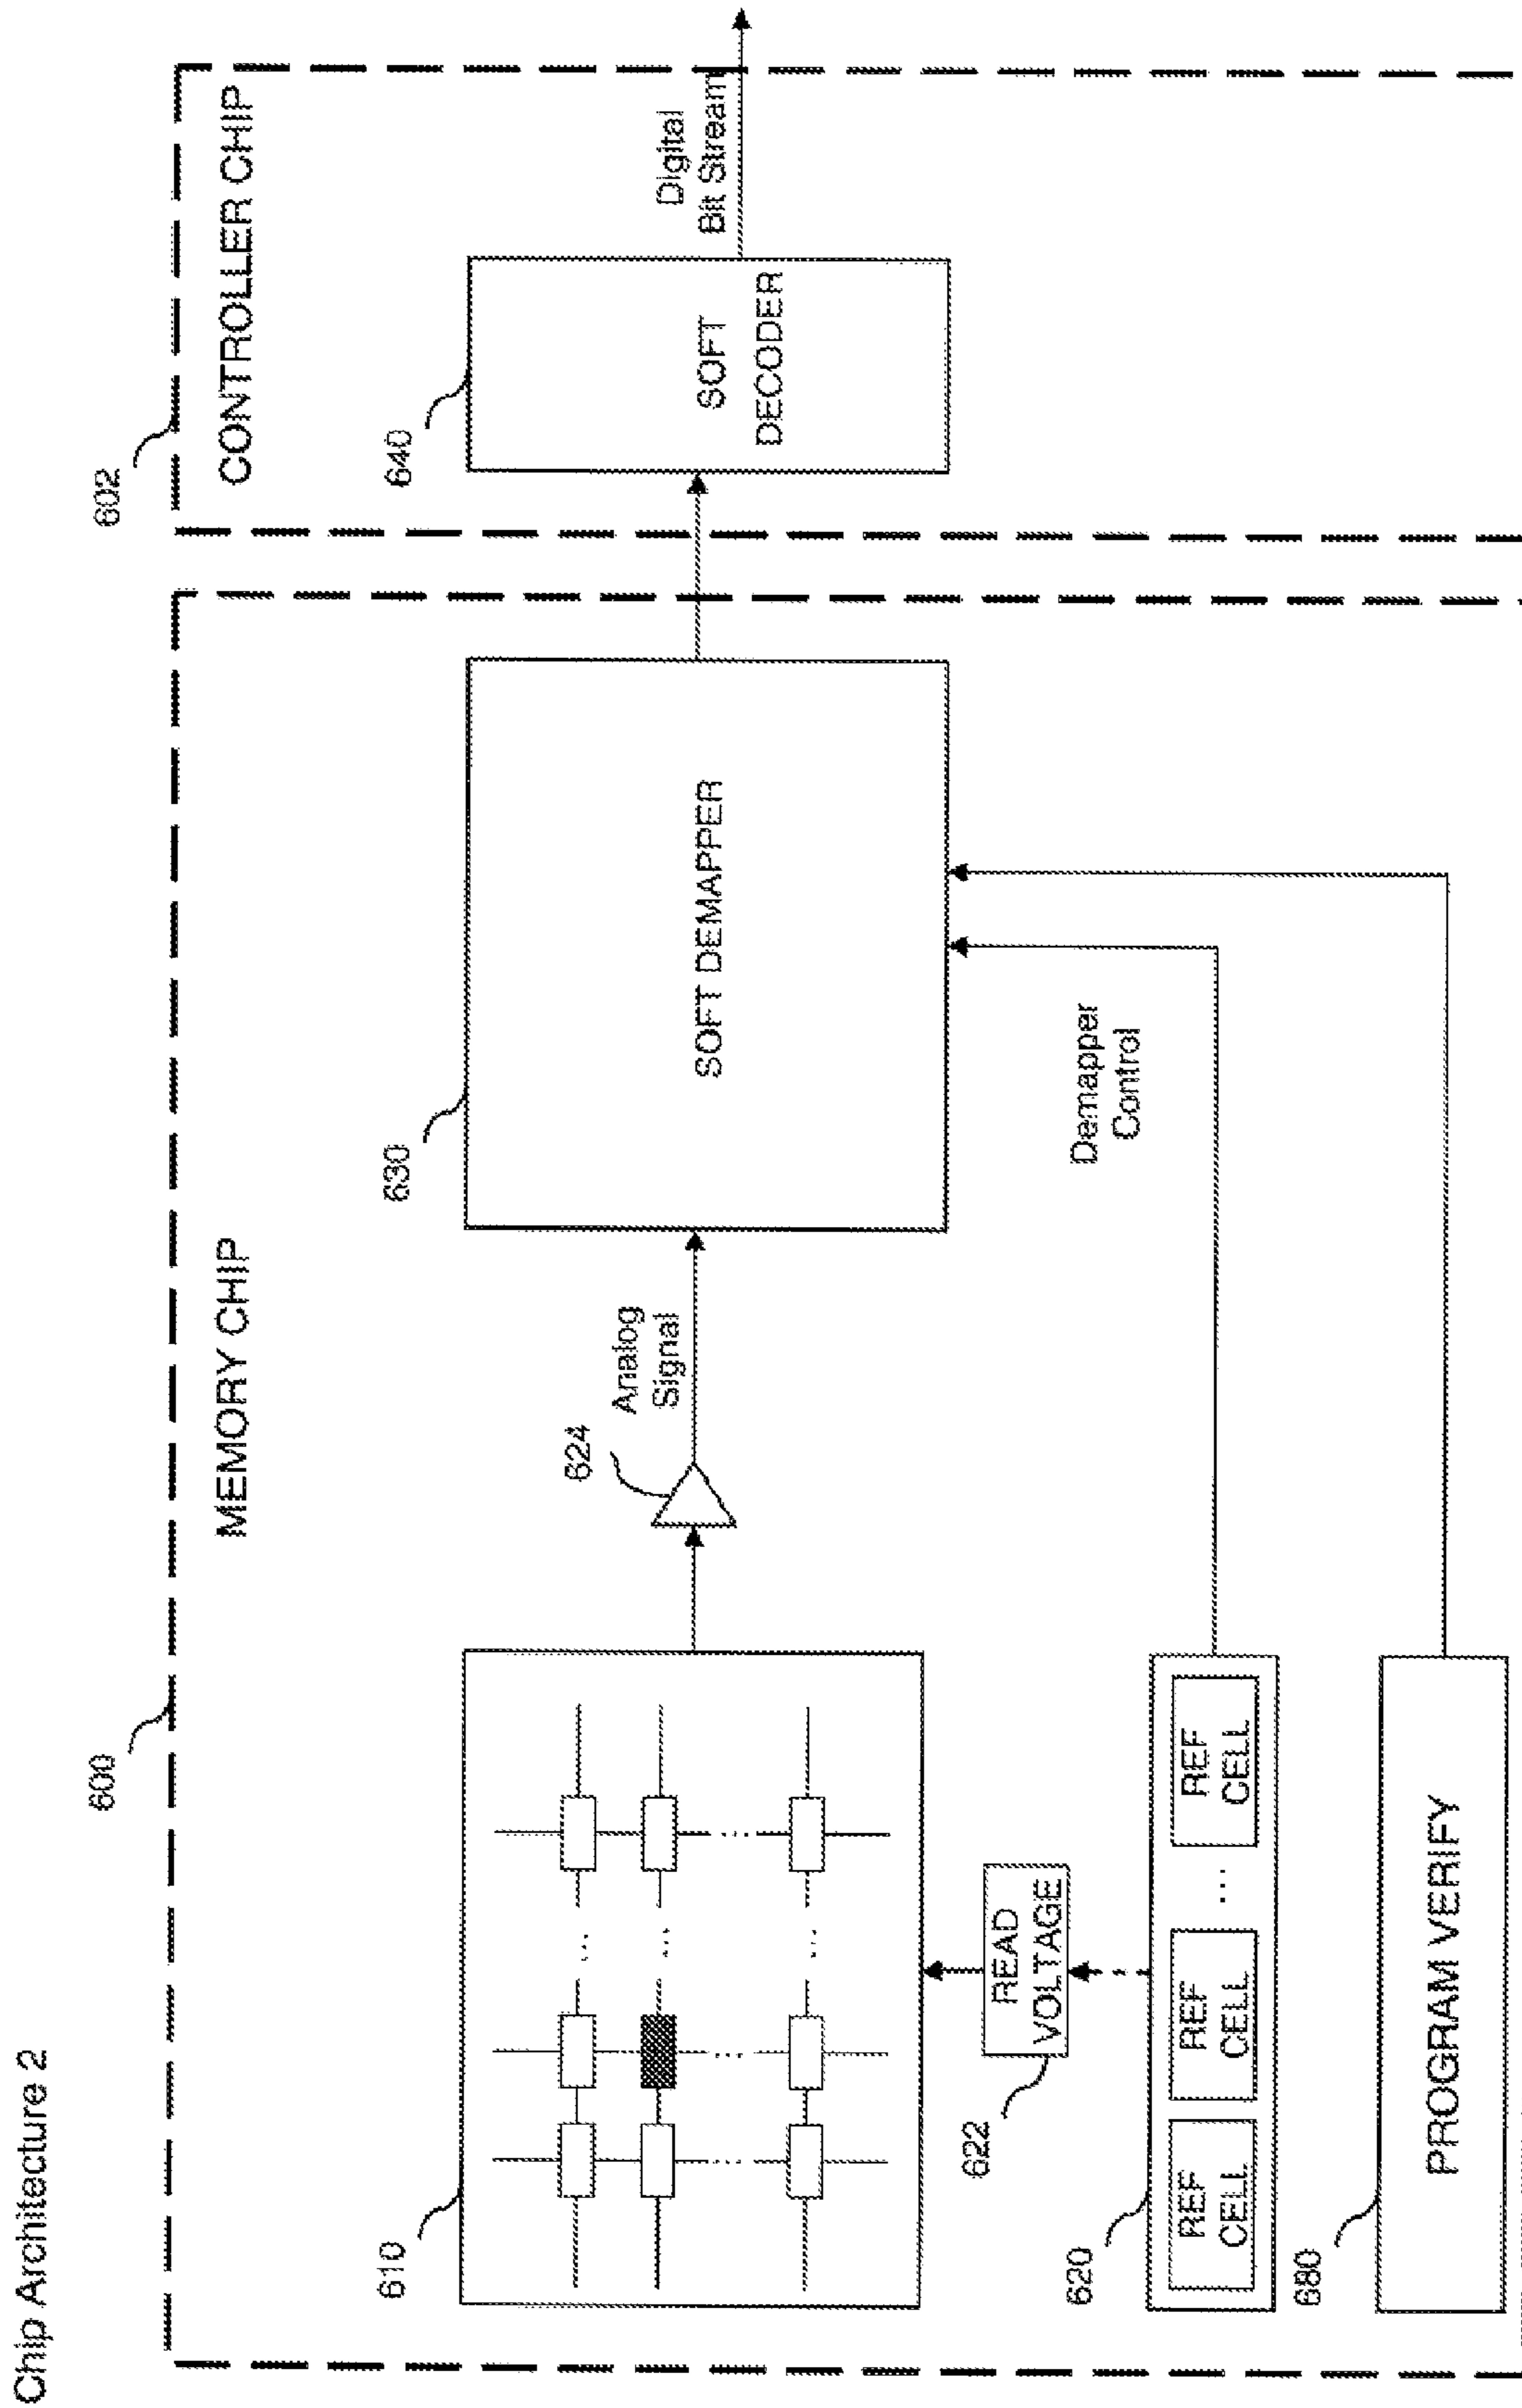 Chip Architecture 2
600
MEMORY CHIP
602
CONTROLLER CHIP
610
624
Analog
Signal
630
SOFT DEMAPPER
640
SOFT
DECODER
Digital
Bit Stream
622
READ
VOLTAGE
Demapper
Control
620
REF
CELL
REF
CELL
...
REF
CELL
680
PROGRAM VERIFY